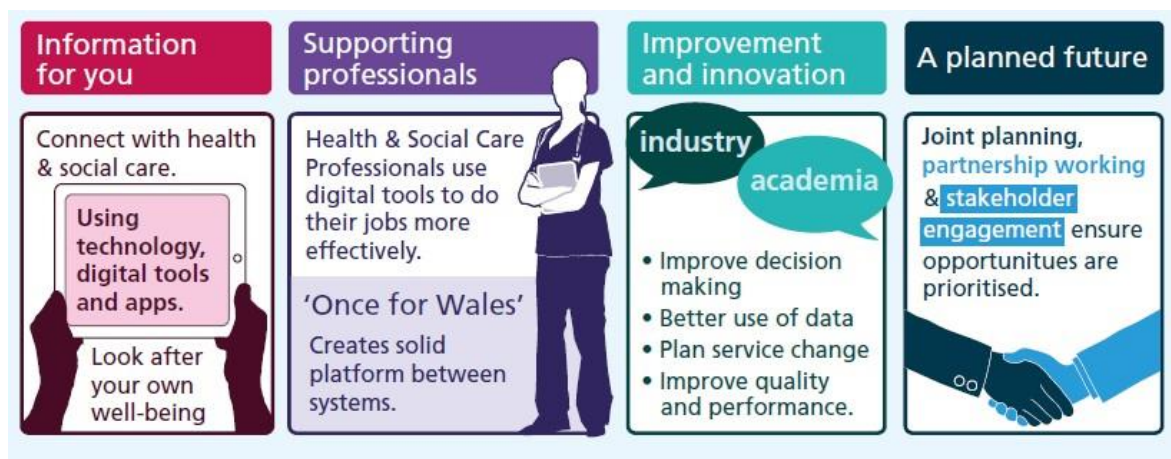 Information
for you
Connect with health
& social care.
Using
technology,
digital tools
and apps.
Look after
your own
well-being
Supporting
professionals
Health & Social Care
Professionals use
digital tools to do
their jobs more
effectively.
'Once for Wales'
Creates solid
platform between
systems.
Improvement
and innovation
industry
academia
• Improve decision
making
• Better use of data
• Plan service change
• Improve quality
and performance.
A planned future
Joint planning,
partnership working
& stakeholder
engagement ensure
opportunitues are
prioritised.